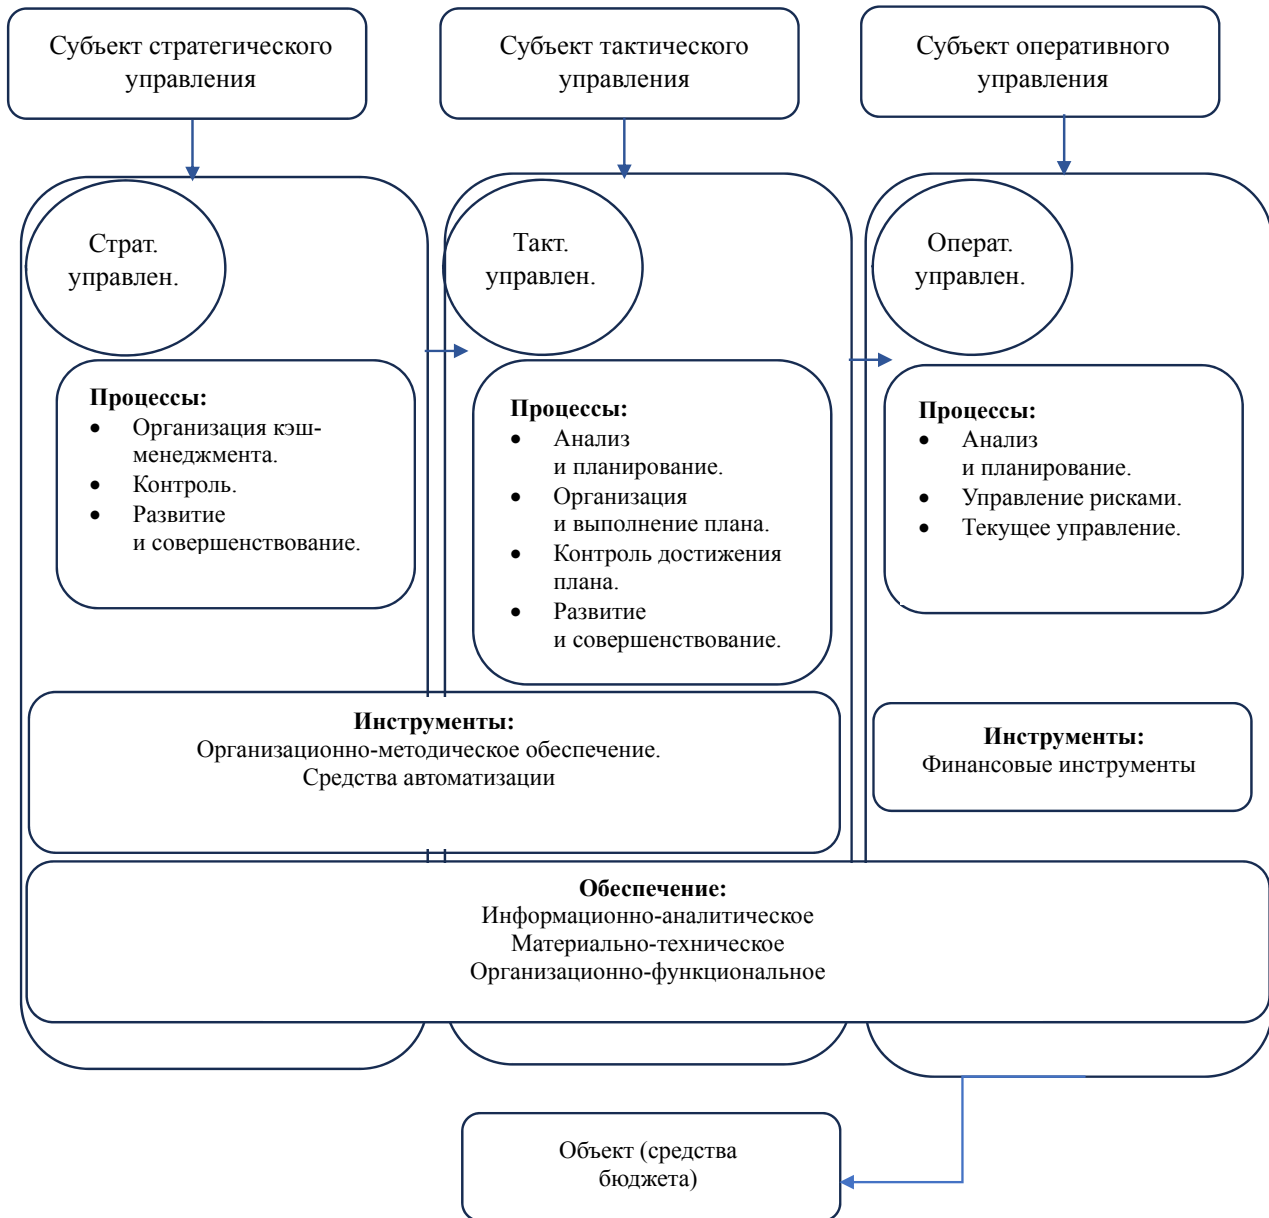 Субъект стратегического
управления
Субъект тактического
управления
Субъект оперативного
управления
Страт.
управлен.
Такт.
управлен.
Операт.
управлен.
Процессы:
• Организация кэш-
менеджмента.
• Контроль.
• Развитие
и совершенствование.
Процессы:
• Анализ
и планирование.
• Организация
и выполнение плана.
• Контроль достижения
плана.
• Развитие
и совершенствование.
Процессы:
• Анализ
и планирование.
• Управление рисками.
• Текущее управление.
Инструменты:
Организационно-методическое обеспечение.
Средства автоматизации
Инструменты:
Финансовые инструменты
Обеспечение:
Информационно-аналитическое
Материально-техническое
Организационно-функциональное
Объект (средства
бюджета)